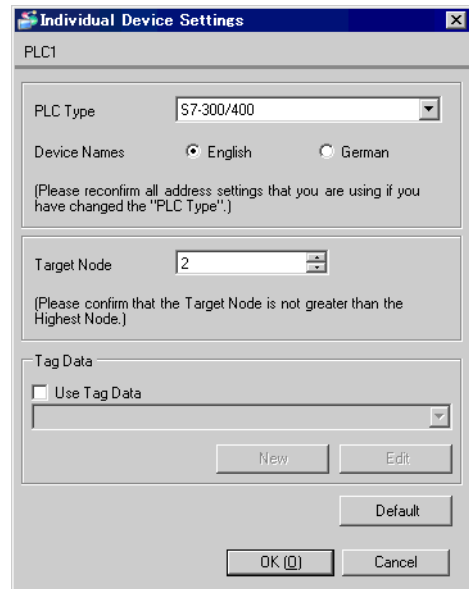 Individual Device Settings
PLC1
PLC Type S7-300/400
Device Names English German
(Please reconfirm all address settings that you are using if you
have changed the "PLC Type".)
Target Node 2
(Please confirm that the Target Node is not greater than the
Highest Node.)
Tag Data
Use Tag Data
New Edit
Default
OK (O) Cancel